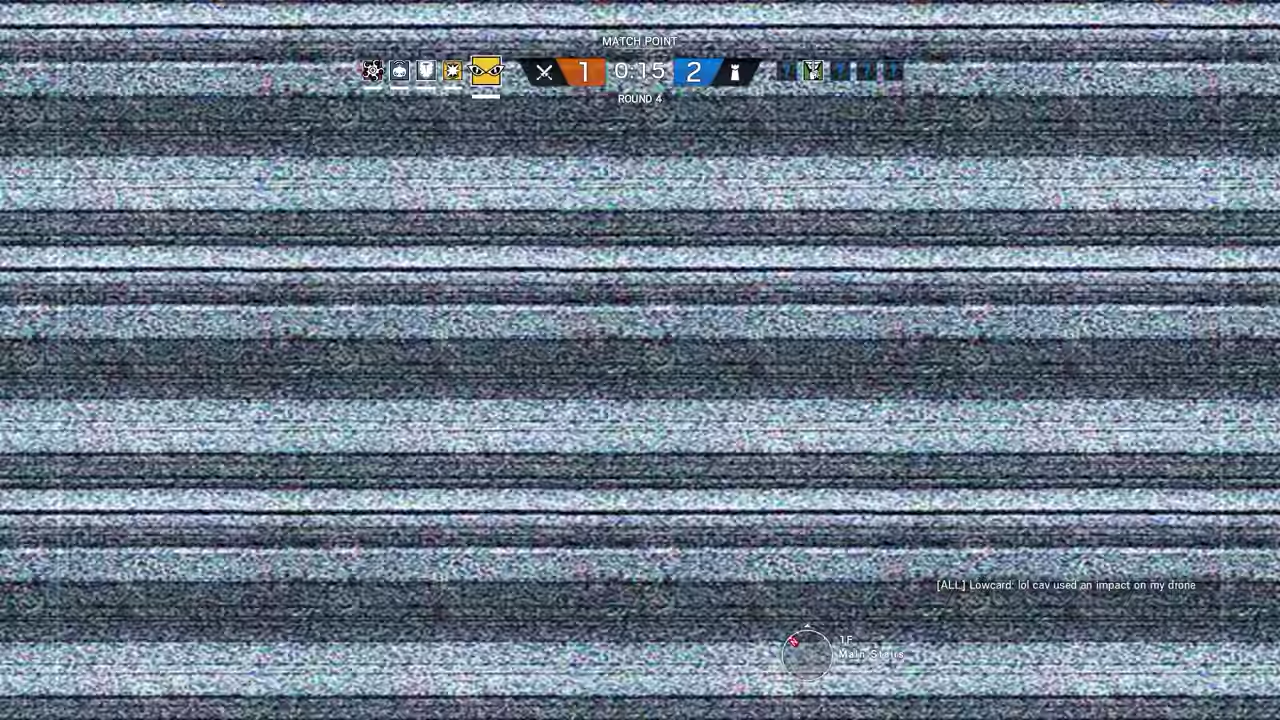 MATCH POINT
1 0:15 2
ROUND 4
[ALL] Lowcard: lol cav used an impact on my drone
1F
Main Stairs